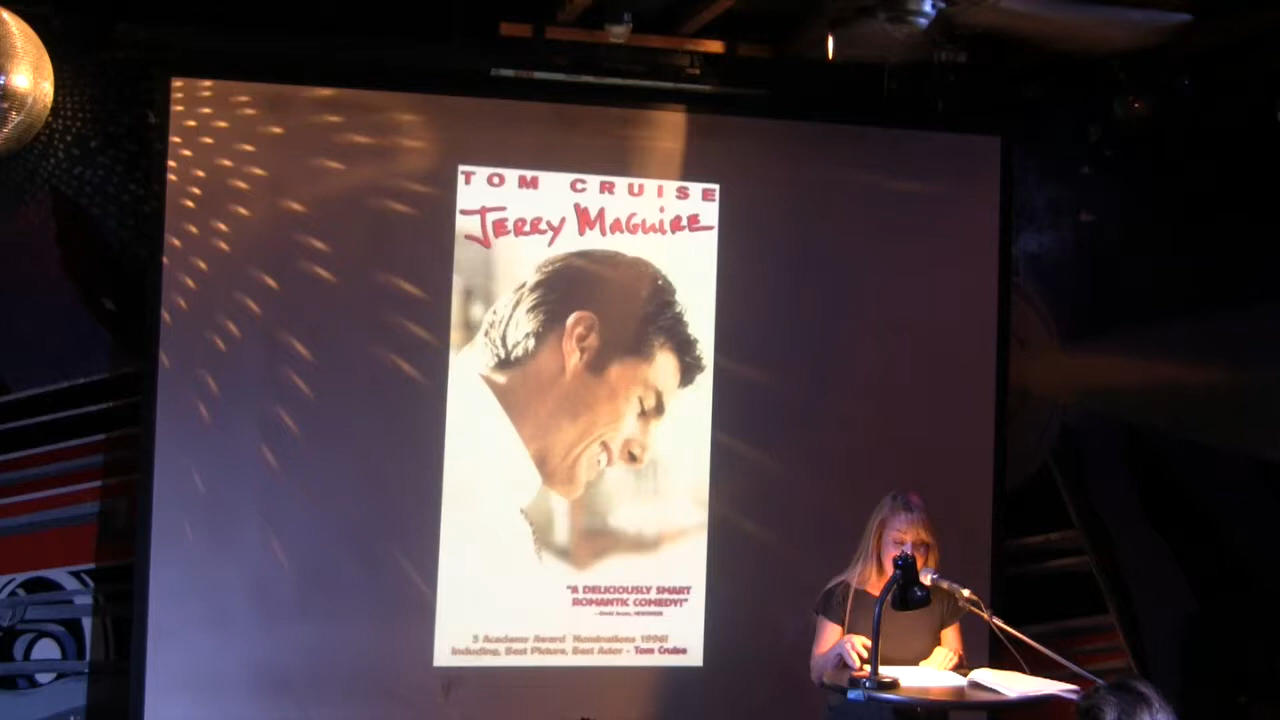 TOM CRUISE
JERRY MAGUIRE
"A DELICIOUSLY SMART
ROMANTIC COMEDY!"
NEWSWEEK
5 Academy Award Nominations 1996!
Including, Best Picture, Best Actor - Tom Cruise